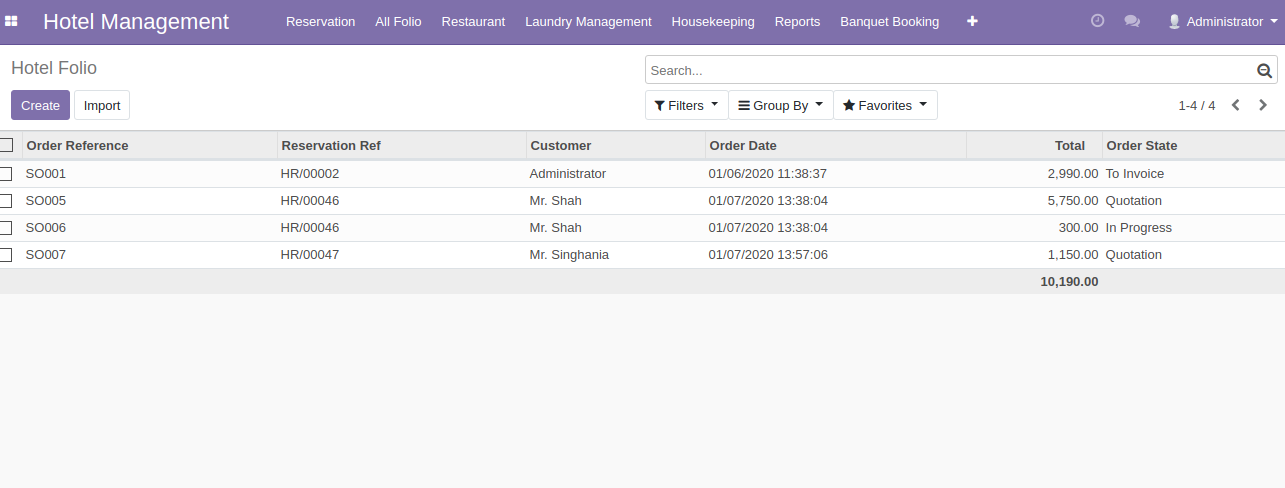 Hotel Management Reservation All Folio Restaurant Laundry Management Housekeeping Reports Banquet Booking Administrator
Hotel Folio
Search...
Create Import Filters Group By Favorites 1-4 / 4
Order Reference Reservation Ref Customer Order Date Total Order State
SO001 HR/00002 Administrator 01/06/2020 11:38:37 2,990.00 To Invoice
SO005 HR/00046 Mr. Shah 01/07/2020 13:38:04 5,750.00 Quotation
SO006 HR/00046 Mr. Shah 01/07/2020 13:38:04 300.00 In Progress
SO007 HR/00047 Mr. Singhania 01/07/2020 13:57:06 1,150.00 Quotation
10,190.00